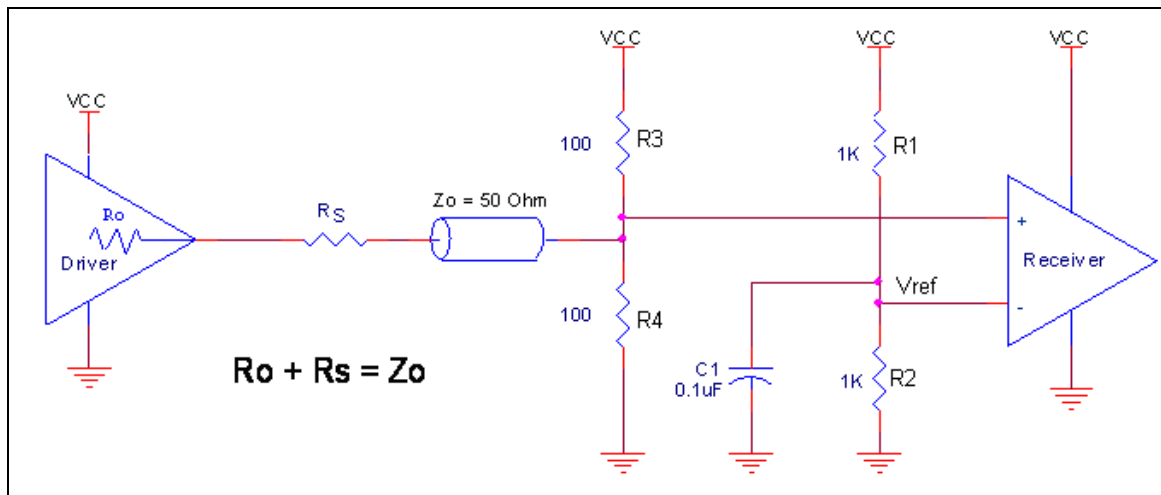 VCC
VCC
VCC
VCC
100
R3
1K
R1
Ro
Driver
RS
Zo = 50 Ohm
+
Receiver
Vref
-
100
R4
Ro + Rs = Zo
C1
0.1uF
1K
R2